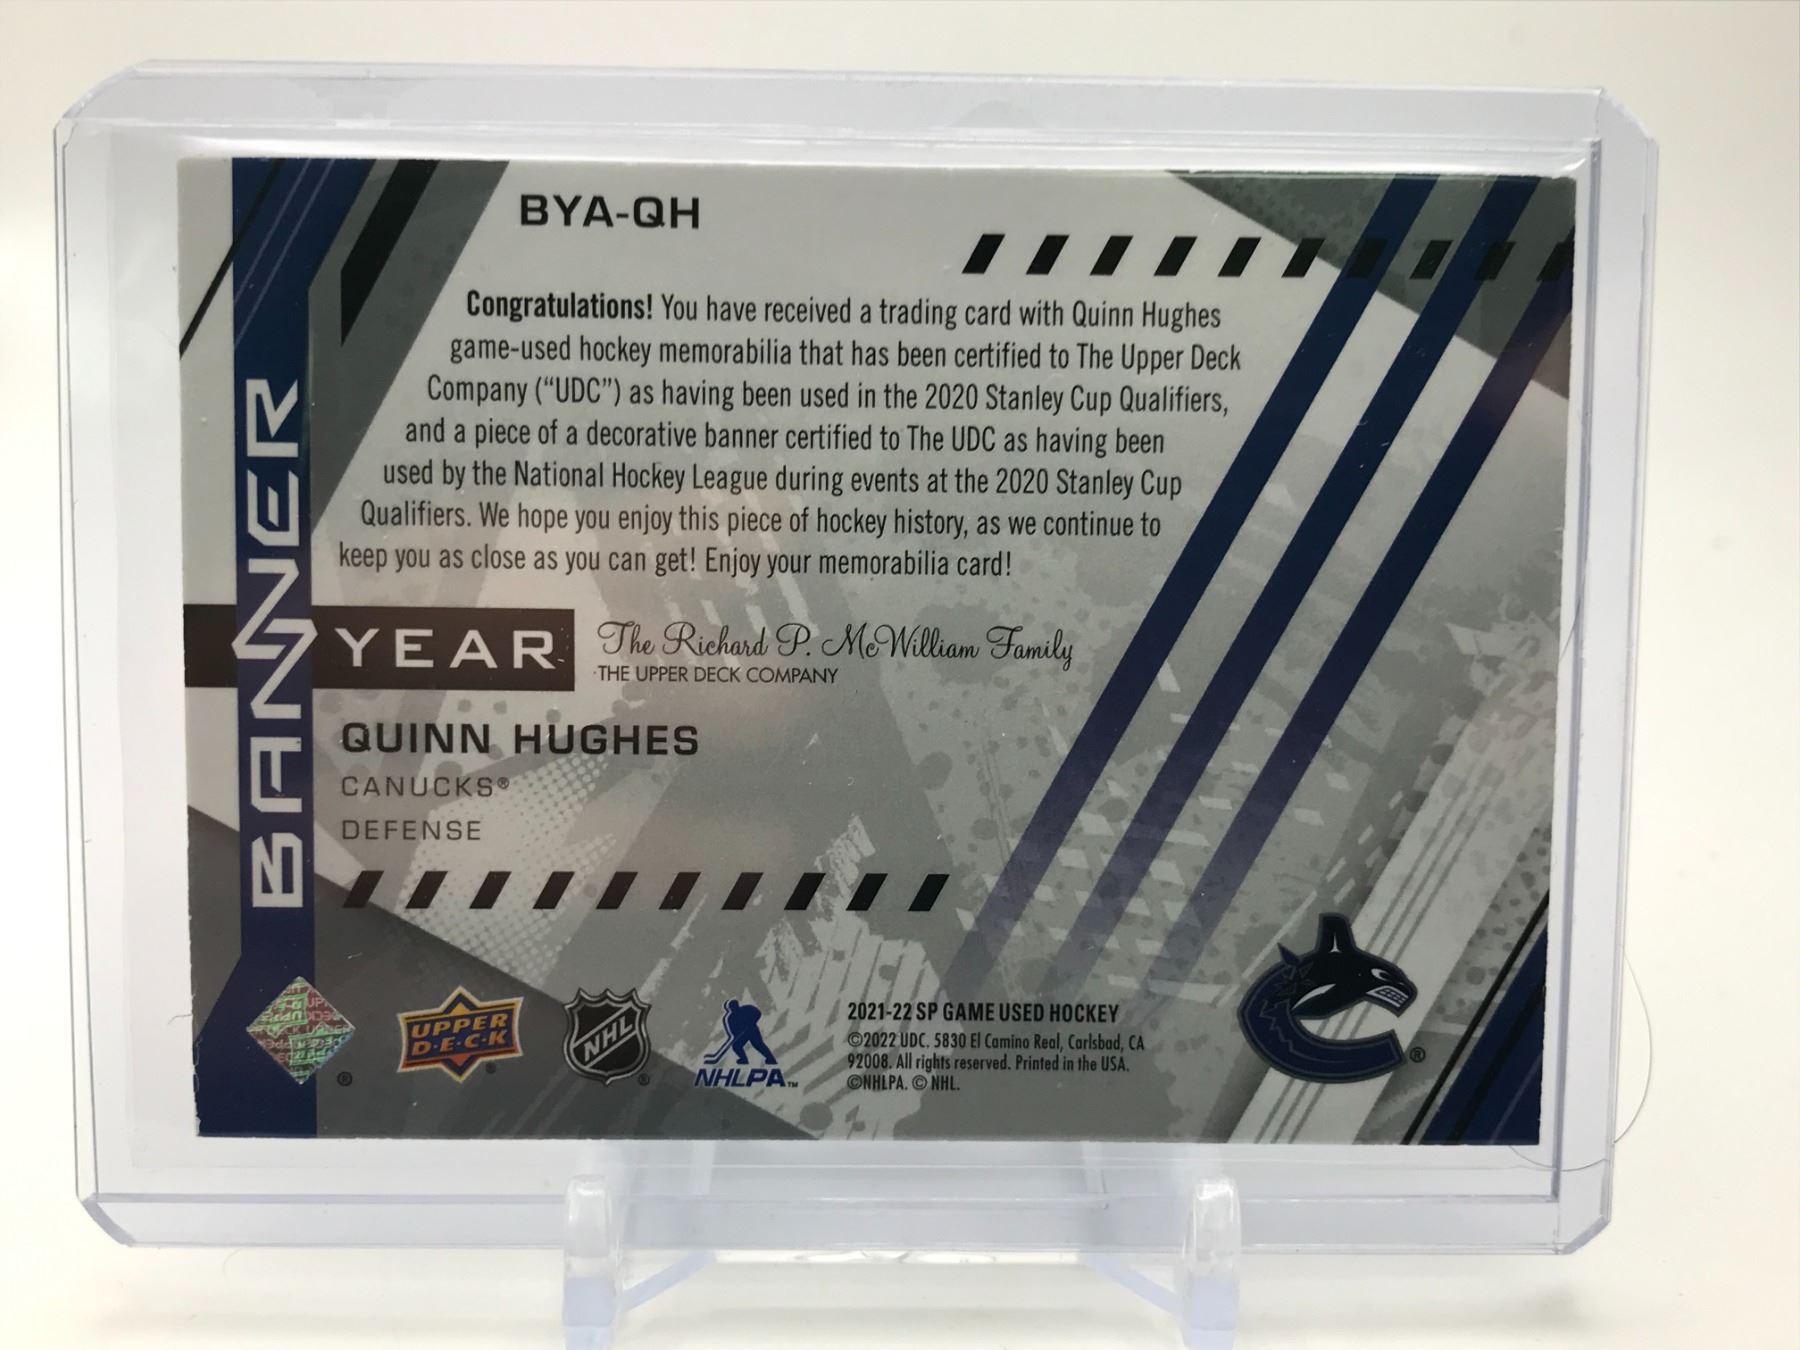 BYA-QH
Congratulations! You have received a trading card with Quinn Hughes
game-used hockey memorabilia that has been certified to The Upper Deck
Company (“UDC”) as having been used in the 2020 Stanley Cup Qualifiers,
and a piece of a decorative banner certified to The UDC as having been
used by the National Hockey League during events at the 2020 Stanley Cup
Qualifiers. We hope you enjoy this piece of hockey history, as we continue to
keep you as close as you can get! Enjoy your memorabilia card!
BANNER
YEAR
The Richard P. McWilliam Family
THE UPPER DECK COMPANY
QUINN HUGHES
CANUCKS®
DEFENSE
®
UPPER
D·E·C·K
®
NHL
®
NHLPA™
2021-22 SP GAME USED HOCKEY
©2022 UDC. 5830 El Camino Real, Carlsbad, CA
92008. All rights reserved. Printed in the USA.
©NHLPA. © NHL.
®